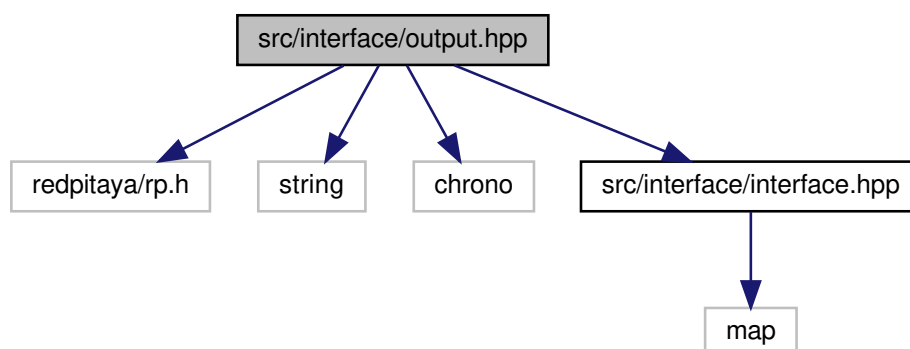 src/interface/output.hpp
redpitaya/rp.h
string
chrono
src/interface/interface.hpp
map